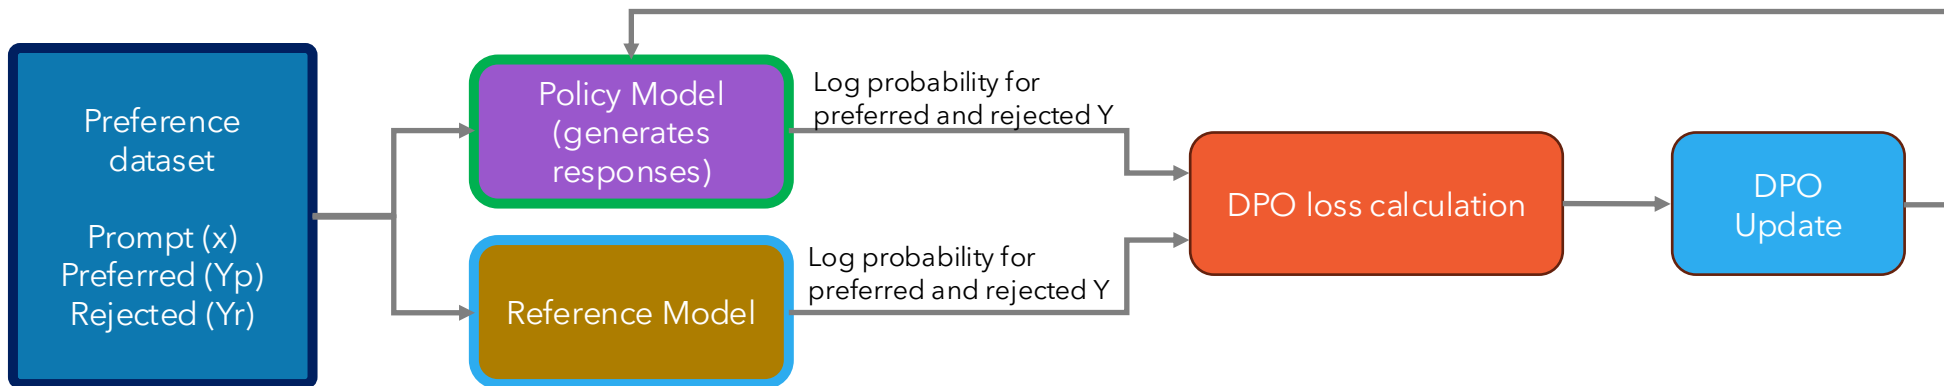 Preference
dataset
Prompt (x)
Preferred (Yp)
Rejected (Yr)
Policy Model
(generates
responses)
Log probability for
preferred and rejected Y
Reference Model
Log probability for
preferred and rejected Y
DPO loss calculation
DPO
Update